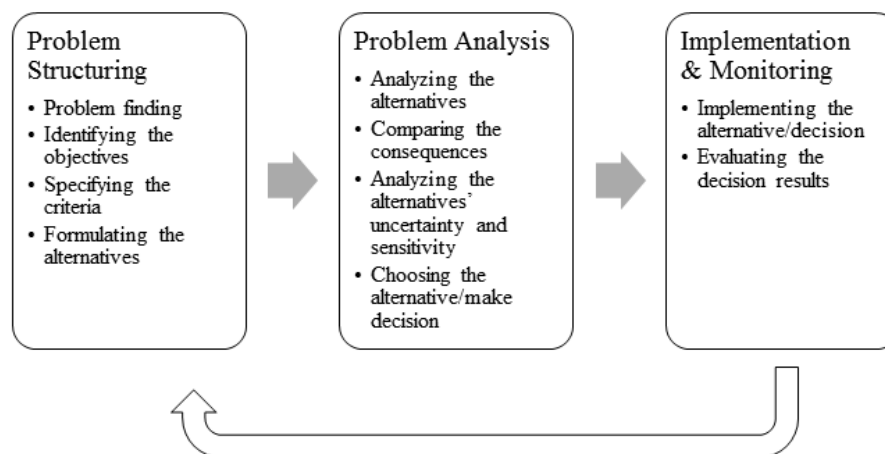 Problem
Structuring
• Problem finding
• Identifying the
objectives
• Specifying the
criteria
• Formulating the
alternatives
Problem Analysis
• Analyzing the
alternatives
• Comparing the
consequences
• Analyzing the
alternatives’
uncertainty and
sensitivity
• Choosing the
alternative/make
decision
Implementation
& Monitoring
• Implementing the
alternative/decision
• Evaluating the
decision results